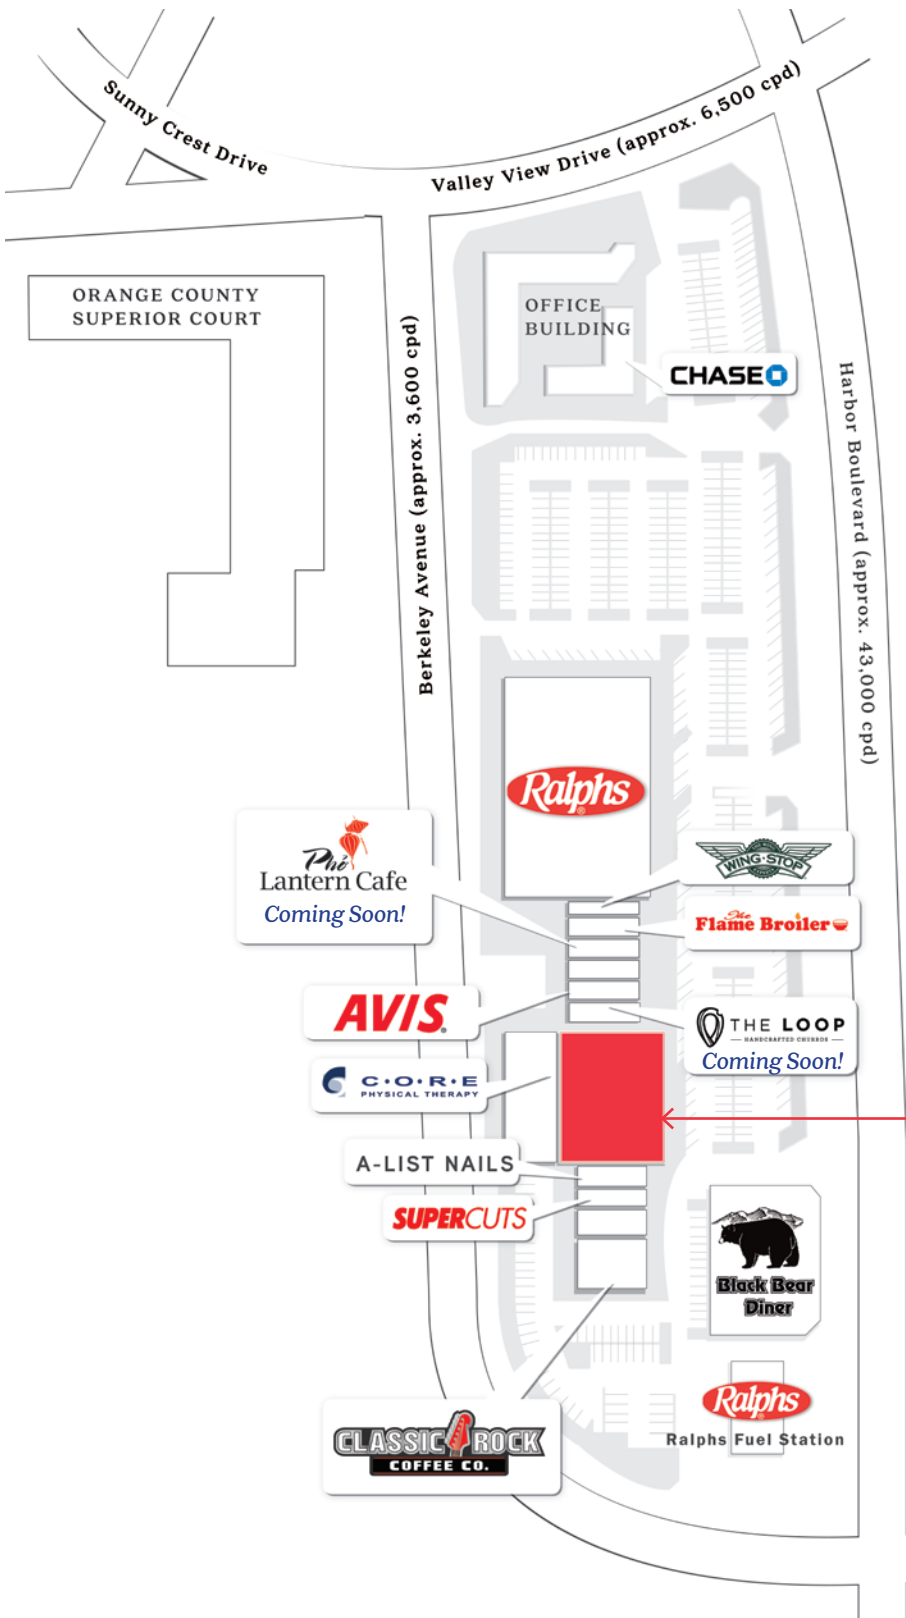 Sunny Crest Drive
Valley View Drive (approx. 6,500 cpd)
ORANGE COUNTY
SUPERIOR COURT
OFFICE
BUILDING
CHASE
Berkeley Avenue (approx. 3,600 cpd)
Harbor Boulevard (approx. 43,000 cpd)
Ralphs
®
Phở
Lantern Cafe
Coming Soon!
WING·STOP
The
Flame Broiler
AVIS
THE LOOP
HANDCRAFTED CHURROS
Coming Soon!
C·O·R·E
PHYSICAL THERAPY
A-LIST NAILS
SUPERCUTS
Black Bear
Diner
Ralphs
Ralphs Fuel Station
CLASSIC ROCK
COFFEE CO.